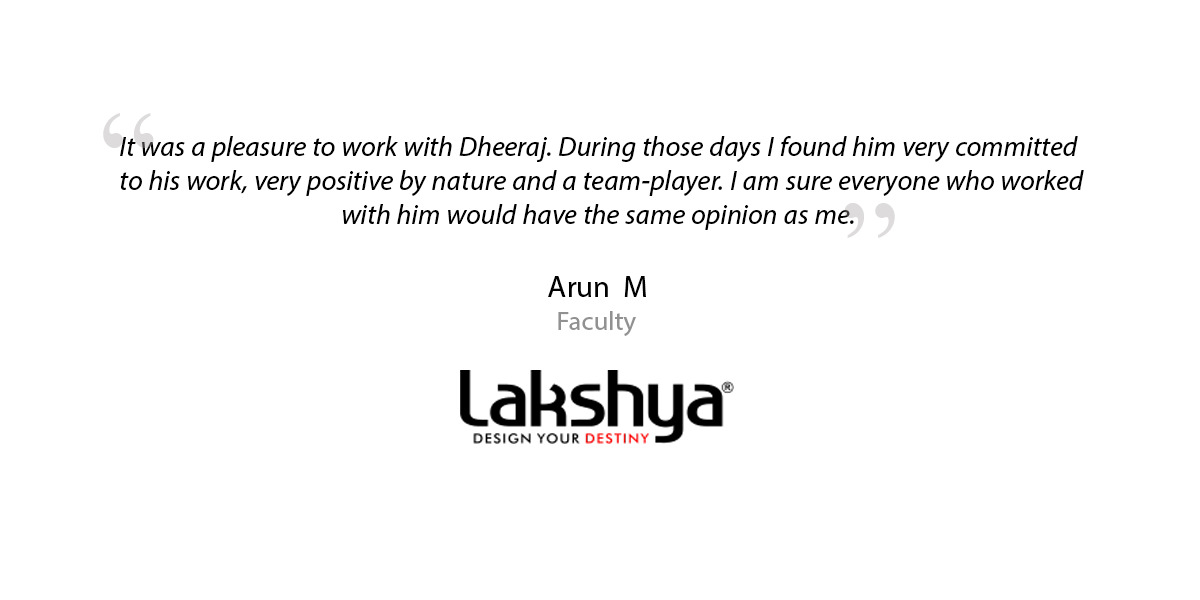 “It was a pleasure to work with Dheeraj. During those days I found him very committed
to his work, very positive by nature and a team-player. I am sure everyone who worked
with him would have the same opinion as me.”
Arun  M
Faculty
Lakshya®
DESIGN YOUR DESTINY